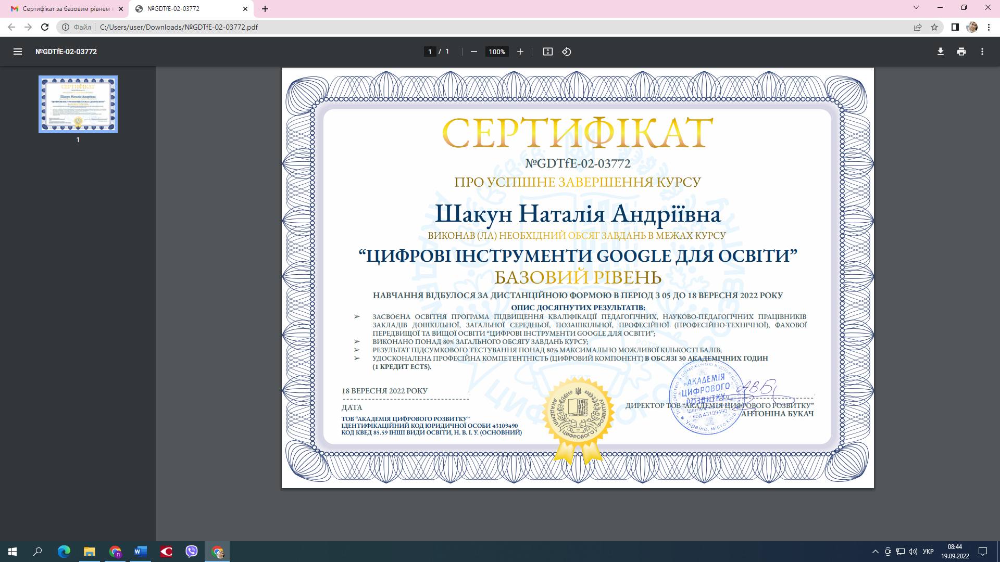 Сертифікат за базовим рівнем
№GDTfE-02-03772
Файл
C:/Users/user/Downloads/№GDTfE-02-03772.pdf
№GDTfE-02-03772
1 / 1
100%
1
СЕРТИФІКАТ
№GDTfE-02-03772
ПРО УСПІШНЕ ЗАВЕРШЕННЯ КУРСУ
Шакун Наталія Андріївна
ВИКОНАВ (ЛА) НЕОБХІДНИЙ ОБСЯГ ЗАВДАНЬ В МЕЖАХ КУРСУ
“ЦИФРОВІ ІНСТРУМЕНТИ GOOGLE ДЛЯ ОСВІТИ”
БАЗОВИЙ РІВЕНЬ
НАВЧАННЯ ВІДБУЛОСЯ ЗА ДИСТАНЦІЙНОЮ ФОРМОЮ В ПЕРІОД З 05 ДО 18 ВЕРЕСНЯ 2022 РОКУ
ОПИС ДОСЯГНУТИХ РЕЗУЛЬТАТІВ:
➢ ЗАСВОЄНА ОСВІТНЯ ПРОГРАМА ПІДВИЩЕННЯ КВАЛІФІКАЦІЇ ПЕДАГОГІЧНИХ, НАУКОВО-ПЕДАГОГІЧНИХ ПРАЦІВНИКІВ
ЗАКЛАДІВ ДОШКІЛЬНОЇ, ЗАГАЛЬНОЇ СЕРЕДНЬОЇ, ПОЗАШКІЛЬНОЇ, ПРОФЕСІЙНОЇ (ПРОФЕСІЙНО-ТЕХНІЧНОЇ), ФАХОВОЇ
ПЕРЕДВИЩОЇ ТА ВИЩОЇ ОСВІТИ “ЦИФРОВІ ІНСТРУМЕНТИ GOOGLE ДЛЯ ОСВІТИ”;
➢ ВИКОНАНО ПОНАД 80% ЗАГАЛЬНОГО ОБСЯГУ ЗАВДАНЬ КУРСУ;
➢ РЕЗУЛЬТАТ ПІДСУМКОВОГО ТЕСТУВАННЯ ПОНАД 80% МАКСИМАЛЬНО МОЖЛИВОЇ КІЛЬКОСТІ БАЛІВ;
➢ УДОСКОНАЛЕНА ПРОФЕСІЙНА КОМПЕТЕНТНІСТЬ (ЦИФРОВИЙ КОМПОНЕНТ) В ОБСЯЗІ 30 АКАДЕМІЧНИХ ГОДИН
(1 КРЕДИТ ECTS).
18 ВЕРЕСНЯ 2022 РОКУ
ДАТА
ТОВ “АКАДЕМІЯ ЦИФРОВОГО РОЗВИТКУ”
ІДЕНТИФІКАЦІЙНИЙ КОД ЮРИДИЧНОЇ ОСОБИ 43109490
КОД КВЕД 85.59 ІНШІ ВИДИ ОСВІТИ, Н. В. І. У. (ОСНОВНИЙ)
АКАДЕМІЯ ЦИФРОВОГО РОЗВИТКУ
Товариство з обмеженою відповідальністю
“АКАДЕМІЯ
ЦИФРОВОГО
РОЗВИТКУ”
Ідентифікаційний
код 43109490
* Україна, місто Київ
ДИРЕКТОР ТОВ “АКАДЕМІЯ ЦИФРОВОГО РОЗВИТКУ”
АНТОНІНА БУКАЧ
УКР
08:44
19.09.2022